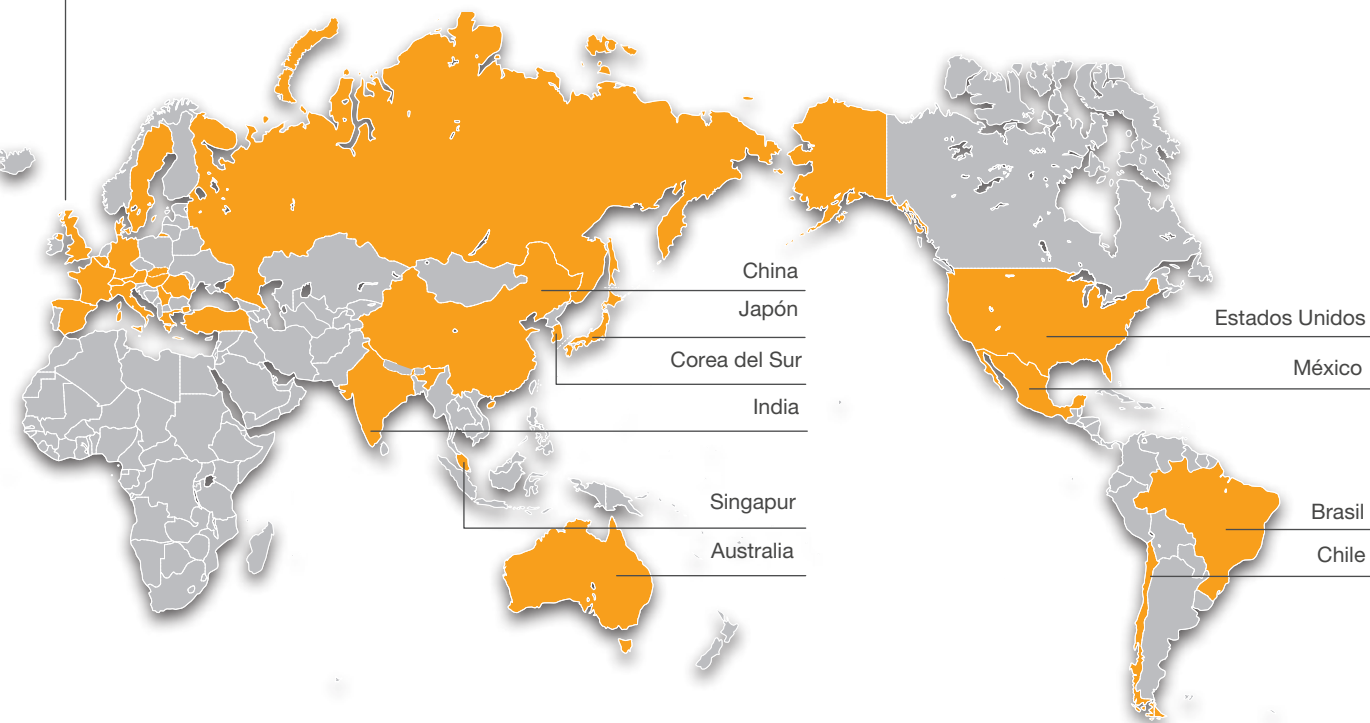 China
Japón
Corea del Sur
India
Singapur
Australia
Estados Unidos
México
Brasil
Chile